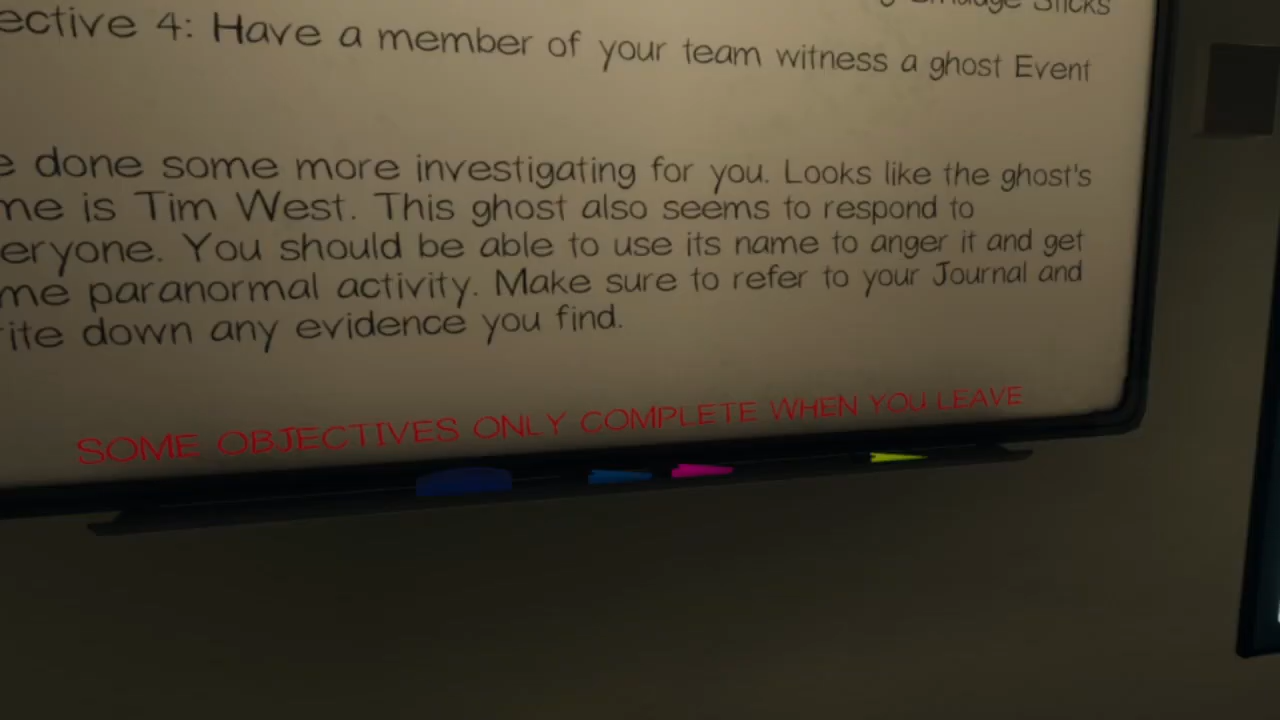 Smudge Sticks
ective 4: Have a member of your team witness a ghost Event
e done some more investigating for you. Looks like the ghost's
me is Tim West. This ghost also seems to respond to
eryone. You should be able to use its name to anger it and get
me paranormal activity. Make sure to refer to your Journal and
rite down any evidence you find.
SOME OBJECTIVES ONLY COMPLETE WHEN YOU LEAVE